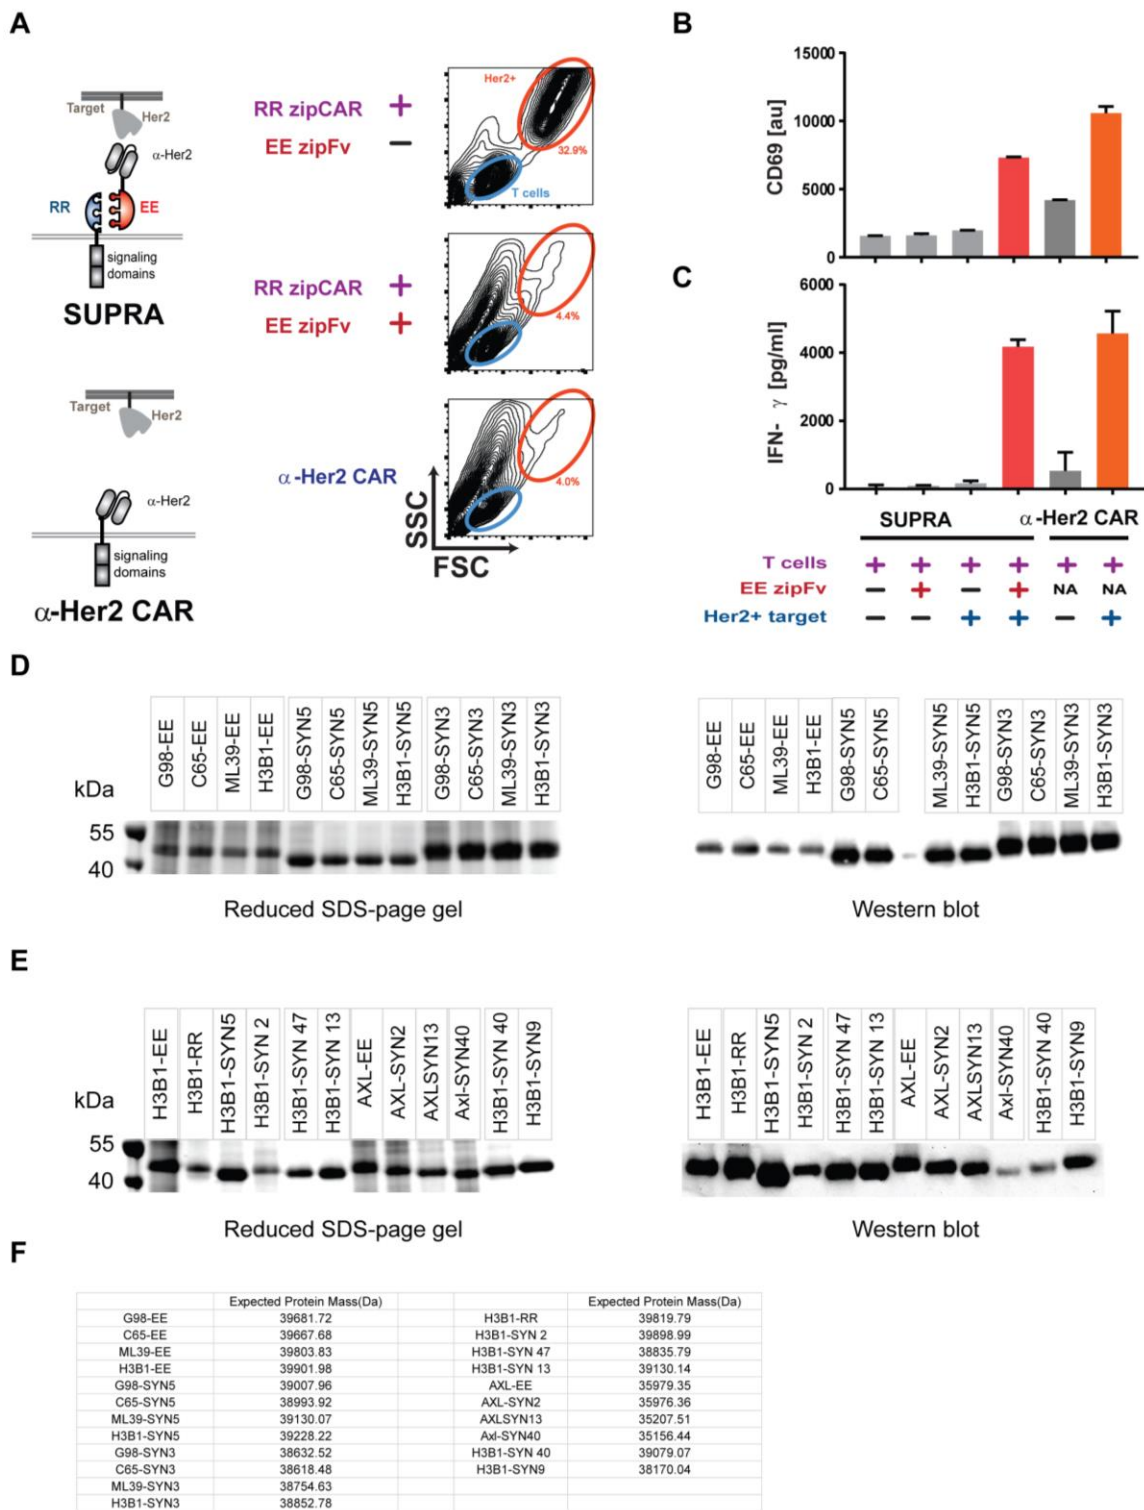 A
Target
Her2
α-Her2
RR
EE
signaling
domains
SUPRA
Target
Her2
α-Her2
signaling
domains
α-Her2 CAR
RR zipCAR +
EE zipFv −
Her2+
32.9%
T cells
RR zipCAR +
EE zipFv +
4.4%
α-Her2 CAR
4.0%
SSC
FSC
B
CD69 [au]
15000
10000
5000
0
C
IFN- γ [pg/ml]
6000
4000
2000
0
SUPRA α-Her2 CAR
T cells + + + + + +
EE zipFv − + − + NA NA
Her2+ target − − + + − +
D
kDa
55
40
G98-EE
C65-EE
ML39-EE
H3B1-EE
G98-SYN5
C65-SYN5
ML39-SYN5
H3B1-SYN5
G98-SYN3
C65-SYN3
ML39-SYN3
H3B1-SYN3
Reduced SDS-page gel
G98-EE
C65-EE
ML39-EE
H3B1-EE
G98-SYN5
C65-SYN5
ML39-SYN5
H3B1-SYN5
G98-SYN3
C65-SYN3
ML39-SYN3
H3B1-SYN3
Western blot
E
kDa
55
40
H3B1-EE
H3B1-RR
H3B1-SYN5
H3B1-SYN 2
H3B1-SYN 47
H3B1-SYN 13
AXL-EE
AXL-SYN2
AXLSYN13
Axl-SYN40
H3B1-SYN 40
H3B1-SYN9
Reduced SDS-page gel
H3B1-EE
H3B1-RR
H3B1-SYN5
H3B1-SYN 2
H3B1-SYN 47
H3B1-SYN 13
AXL-EE
AXL-SYN2
AXLSYN13
Axl-SYN40
H3B1-SYN 40
H3B1-SYN9
Western blot
F
Expected Protein Mass(Da) Expected Protein Mass(Da)
G98-EE 39681.72 H3B1-RR 39819.79
C65-EE 39667.68 H3B1-SYN 2 39898.99
ML39-EE 39803.83 H3B1-SYN 47 38835.79
H3B1-EE 39901.98 H3B1-SYN 13 39130.14
G98-SYN5 39007.96 AXL-EE 35979.35
C65-SYN5 38993.92 AXL-SYN2 35976.36
ML39-SYN5 39130.07 AXLSYN13 35207.51
H3B1-SYN5 39228.22 Axl-SYN40 35156.44
G98-SYN3 38632.52 H3B1-SYN 40 39079.07
C65-SYN3 38618.48 H3B1-SYN9 38170.04
ML39-SYN3 38754.63
H3B1-SYN3 38852.78